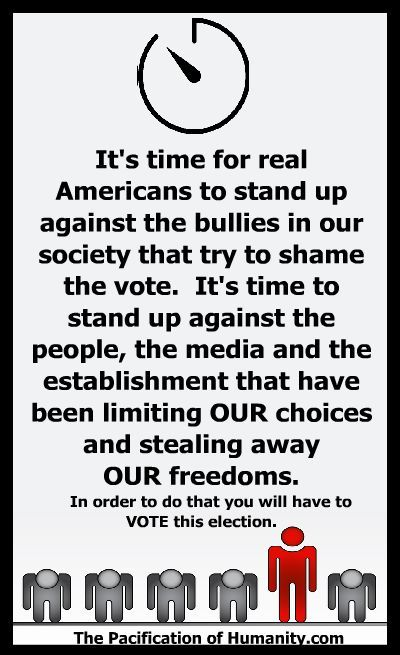 It's time for real
Americans to stand up
against the bullies in our
society that try to shame
the vote.  It's time to
stand up against the
people, the media and the
establishment that have
been limiting OUR choices
and stealing away
OUR freedoms.
In order to do that you will have to
VOTE this election.
The Pacification of Humanity.com